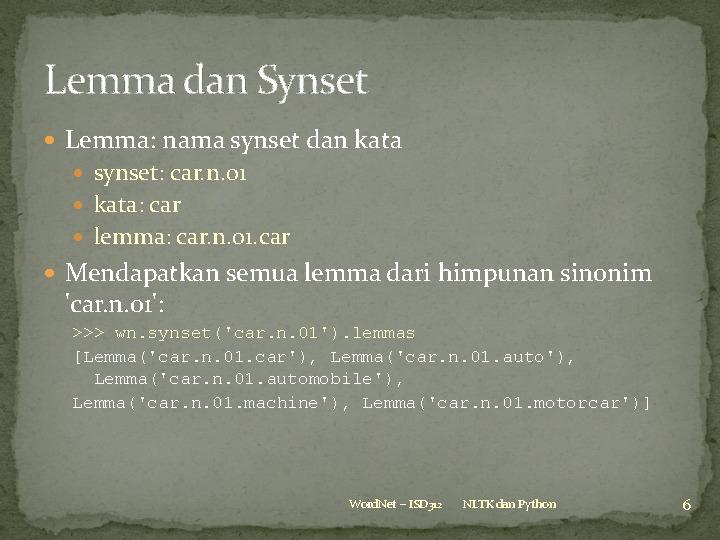 Lemma dan Synset
• Lemma: nama synset dan kata
• synset: car.n.01
• kata: car
• lemma: car.n.01.car
• Mendapatkan semua lemma dari himpunan sinonim
'car.n.01':
>>> wn.synset('car.n.01').lemmas
[Lemma('car.n.01.car'), Lemma('car.n.01.auto'),
Lemma('car.n.01.automobile'),
Lemma('car.n.01.machine'), Lemma('car.n.01.motorcar')]
WordNet – ISD312 NLTK dan Python 6